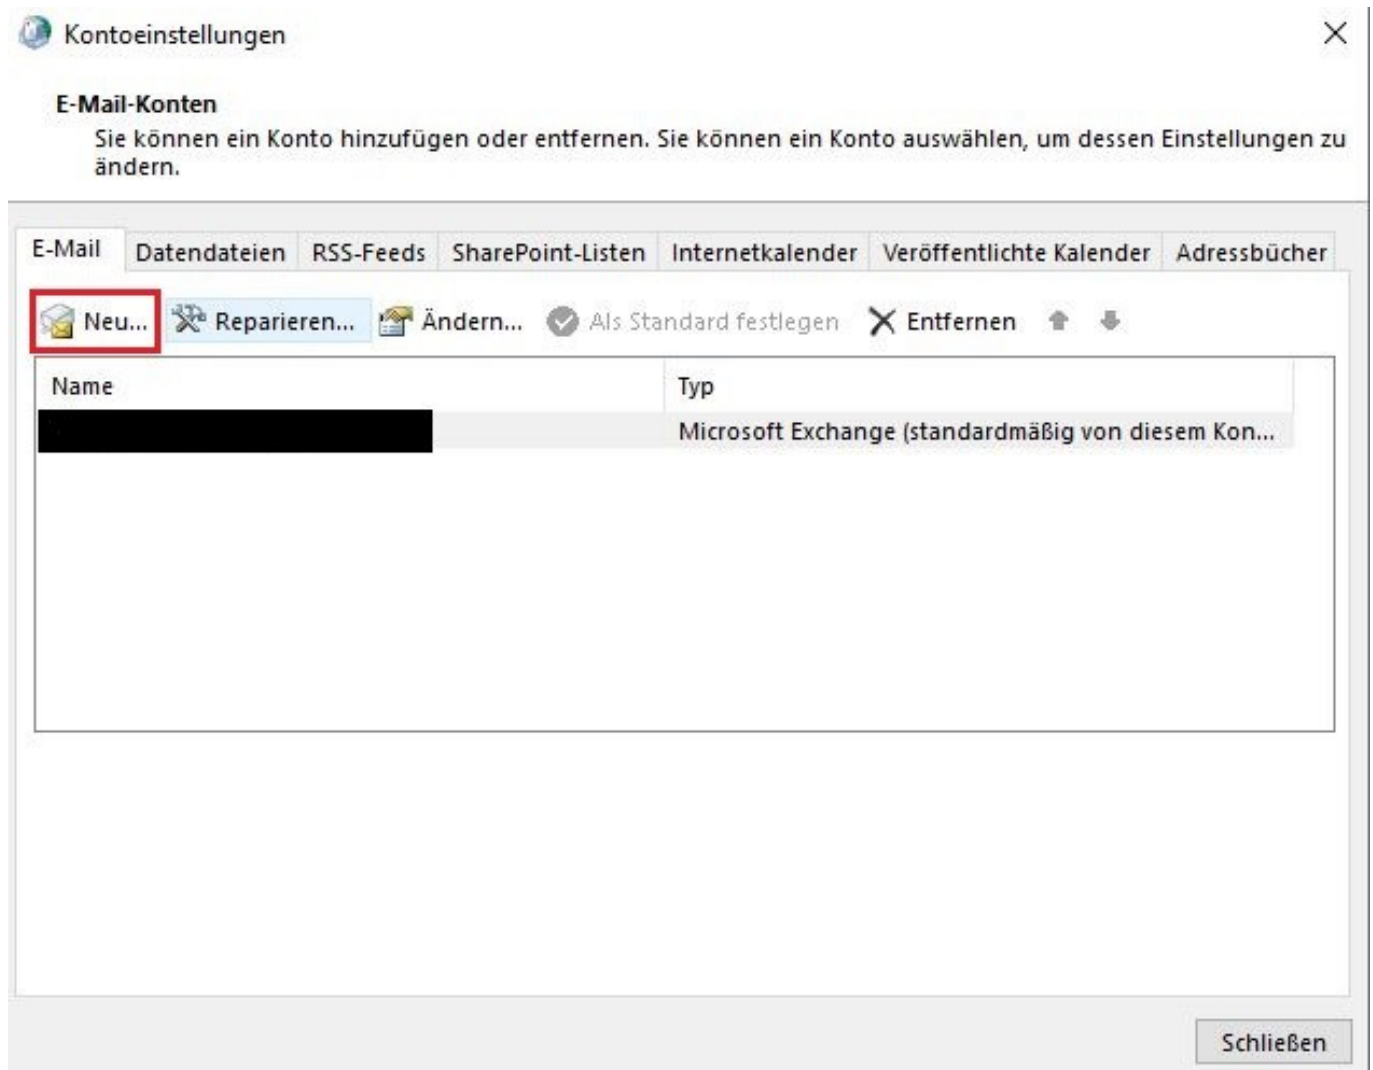 Kontoeinstellungen
E-Mail-Konten
Sie können ein Konto hinzufügen oder entfernen. Sie können ein Konto auswählen, um dessen Einstellungen zu
ändern.
E-Mail Datendateien RSS-Feeds SharePoint-Listen Internetkalender Veröffentlichte Kalender Adressbücher
Neu... Reparieren... Ändern... Als Standard festlegen Entfernen
Name Typ
Microsoft Exchange (standardmäßig von diesem Kon...
Schließen